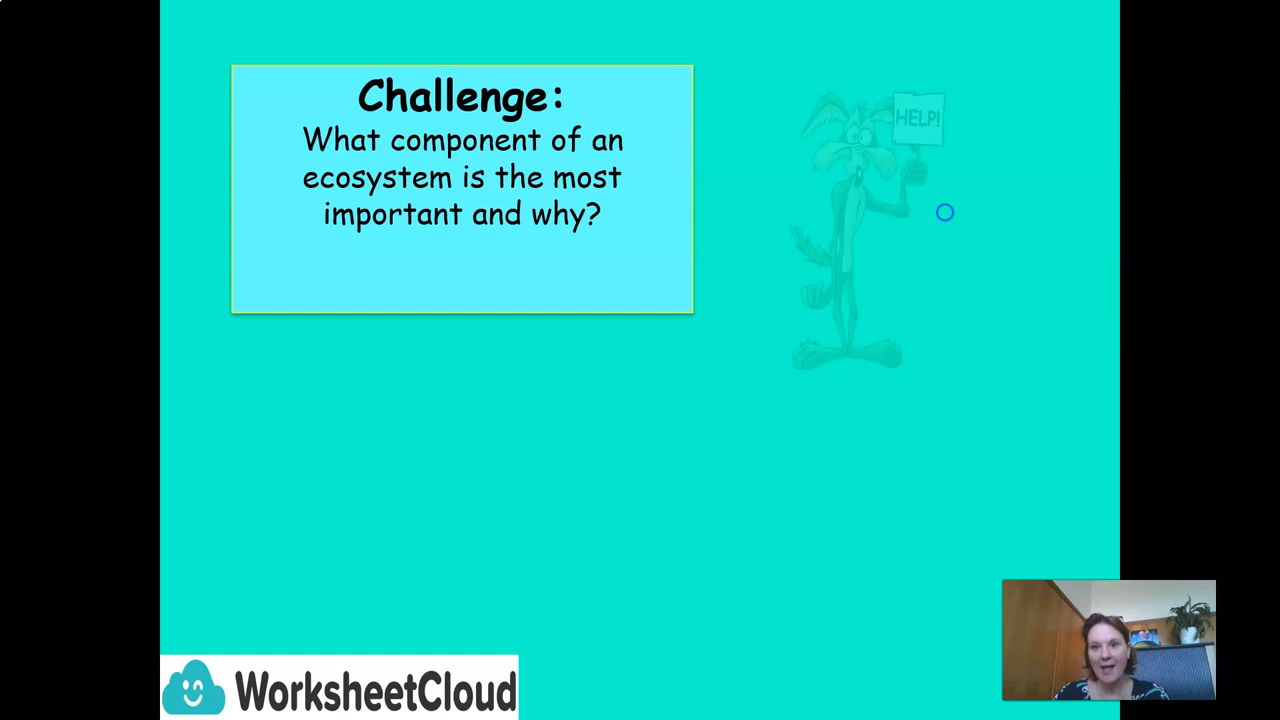 Challenge:
What component of an
ecosystem is the most
important and why?
HELP!
WorksheetCloud